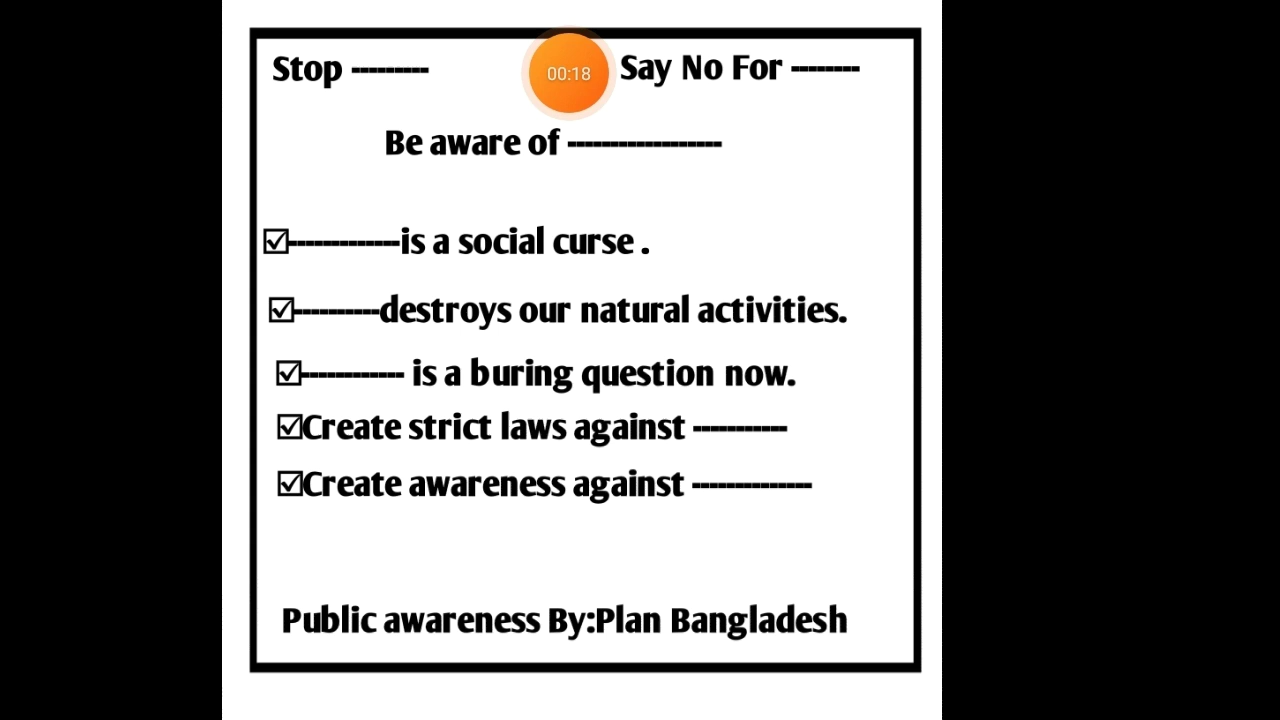 Stop --------- 00:18 Say No For --------
Be aware of ------------------
☑-------------is a social curse .
☑----------destroys our natural activities.
☑------------ is a buring question now.
☑Create strict laws against -----------
☑Create awareness against --------------
Public awareness By:Plan Bangladesh